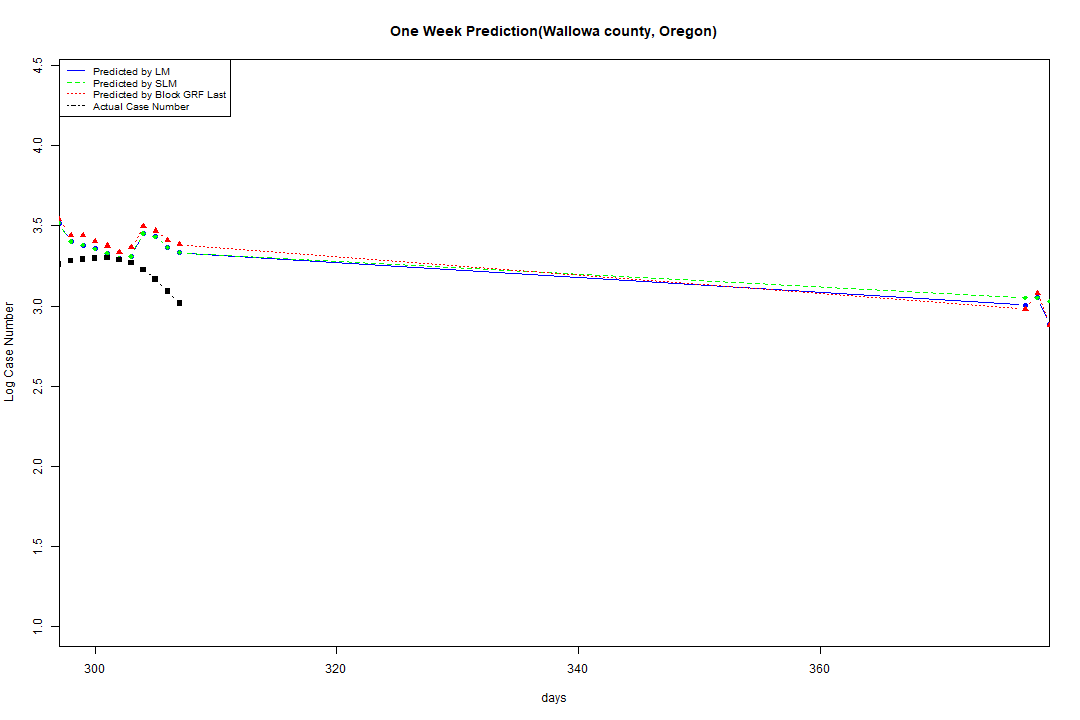 One Week Prediction(Wallowa county, Oregon)
Predicted by LM
Predicted by SLM
Predicted by Block GRF Last
Actual Case Number
4.5
4.0
3.5
3.0
2.5
2.0
1.5
1.0
Log Case Number
300
320
340
360
days